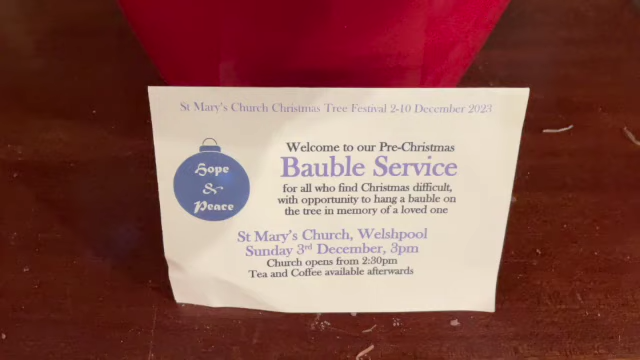 St Mary's Church Christmas Tree Festival 2-10 December 2023
Hope
&
Peace
Welcome to our Pre-Christmas
Bauble Service
for all who find Christmas difficult,
with opportunity to hang a bauble on
the tree in memory of a loved one
St Mary's Church, Welshpool
Sunday 3rd December, 3pm
Church opens from 2:30pm
Tea and Coffee available afterwards